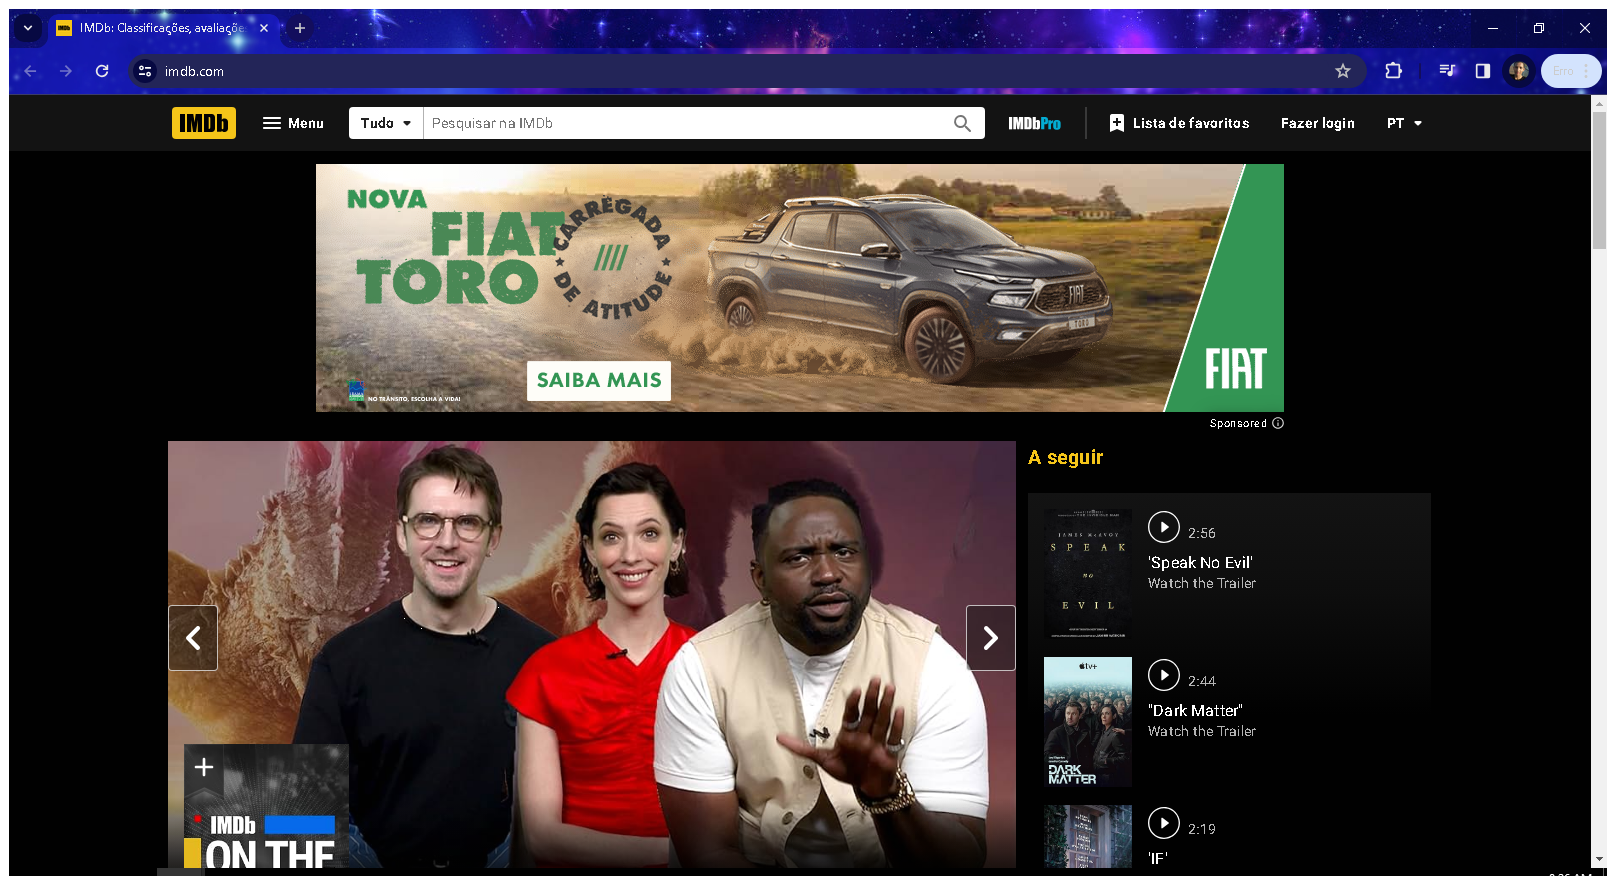 IMDb: Classificações, avaliaçõe
imdb.com
Erro
IMDb
Menu
Tudo
Pesquisar na IMDb
IMDbPro
Lista de favoritos
Fazer login
PT
NOVA
FIAT
TORO
CARREGADA
DE ATITUDE
SAIBA MAIS
NO TRÂNSITO, ESCOLHA A VIDA!
FIAT
TORO
FIAT
Sponsored
A seguir
JAMES McAVOY
SPEAK
NO
EVIL
2:56
'Speak No Evil'
Watch the Trailer
tv+
DARK
MATTER
2:44
"Dark Matter"
Watch the Trailer
2:19
'IF'
IMDb
ON THE